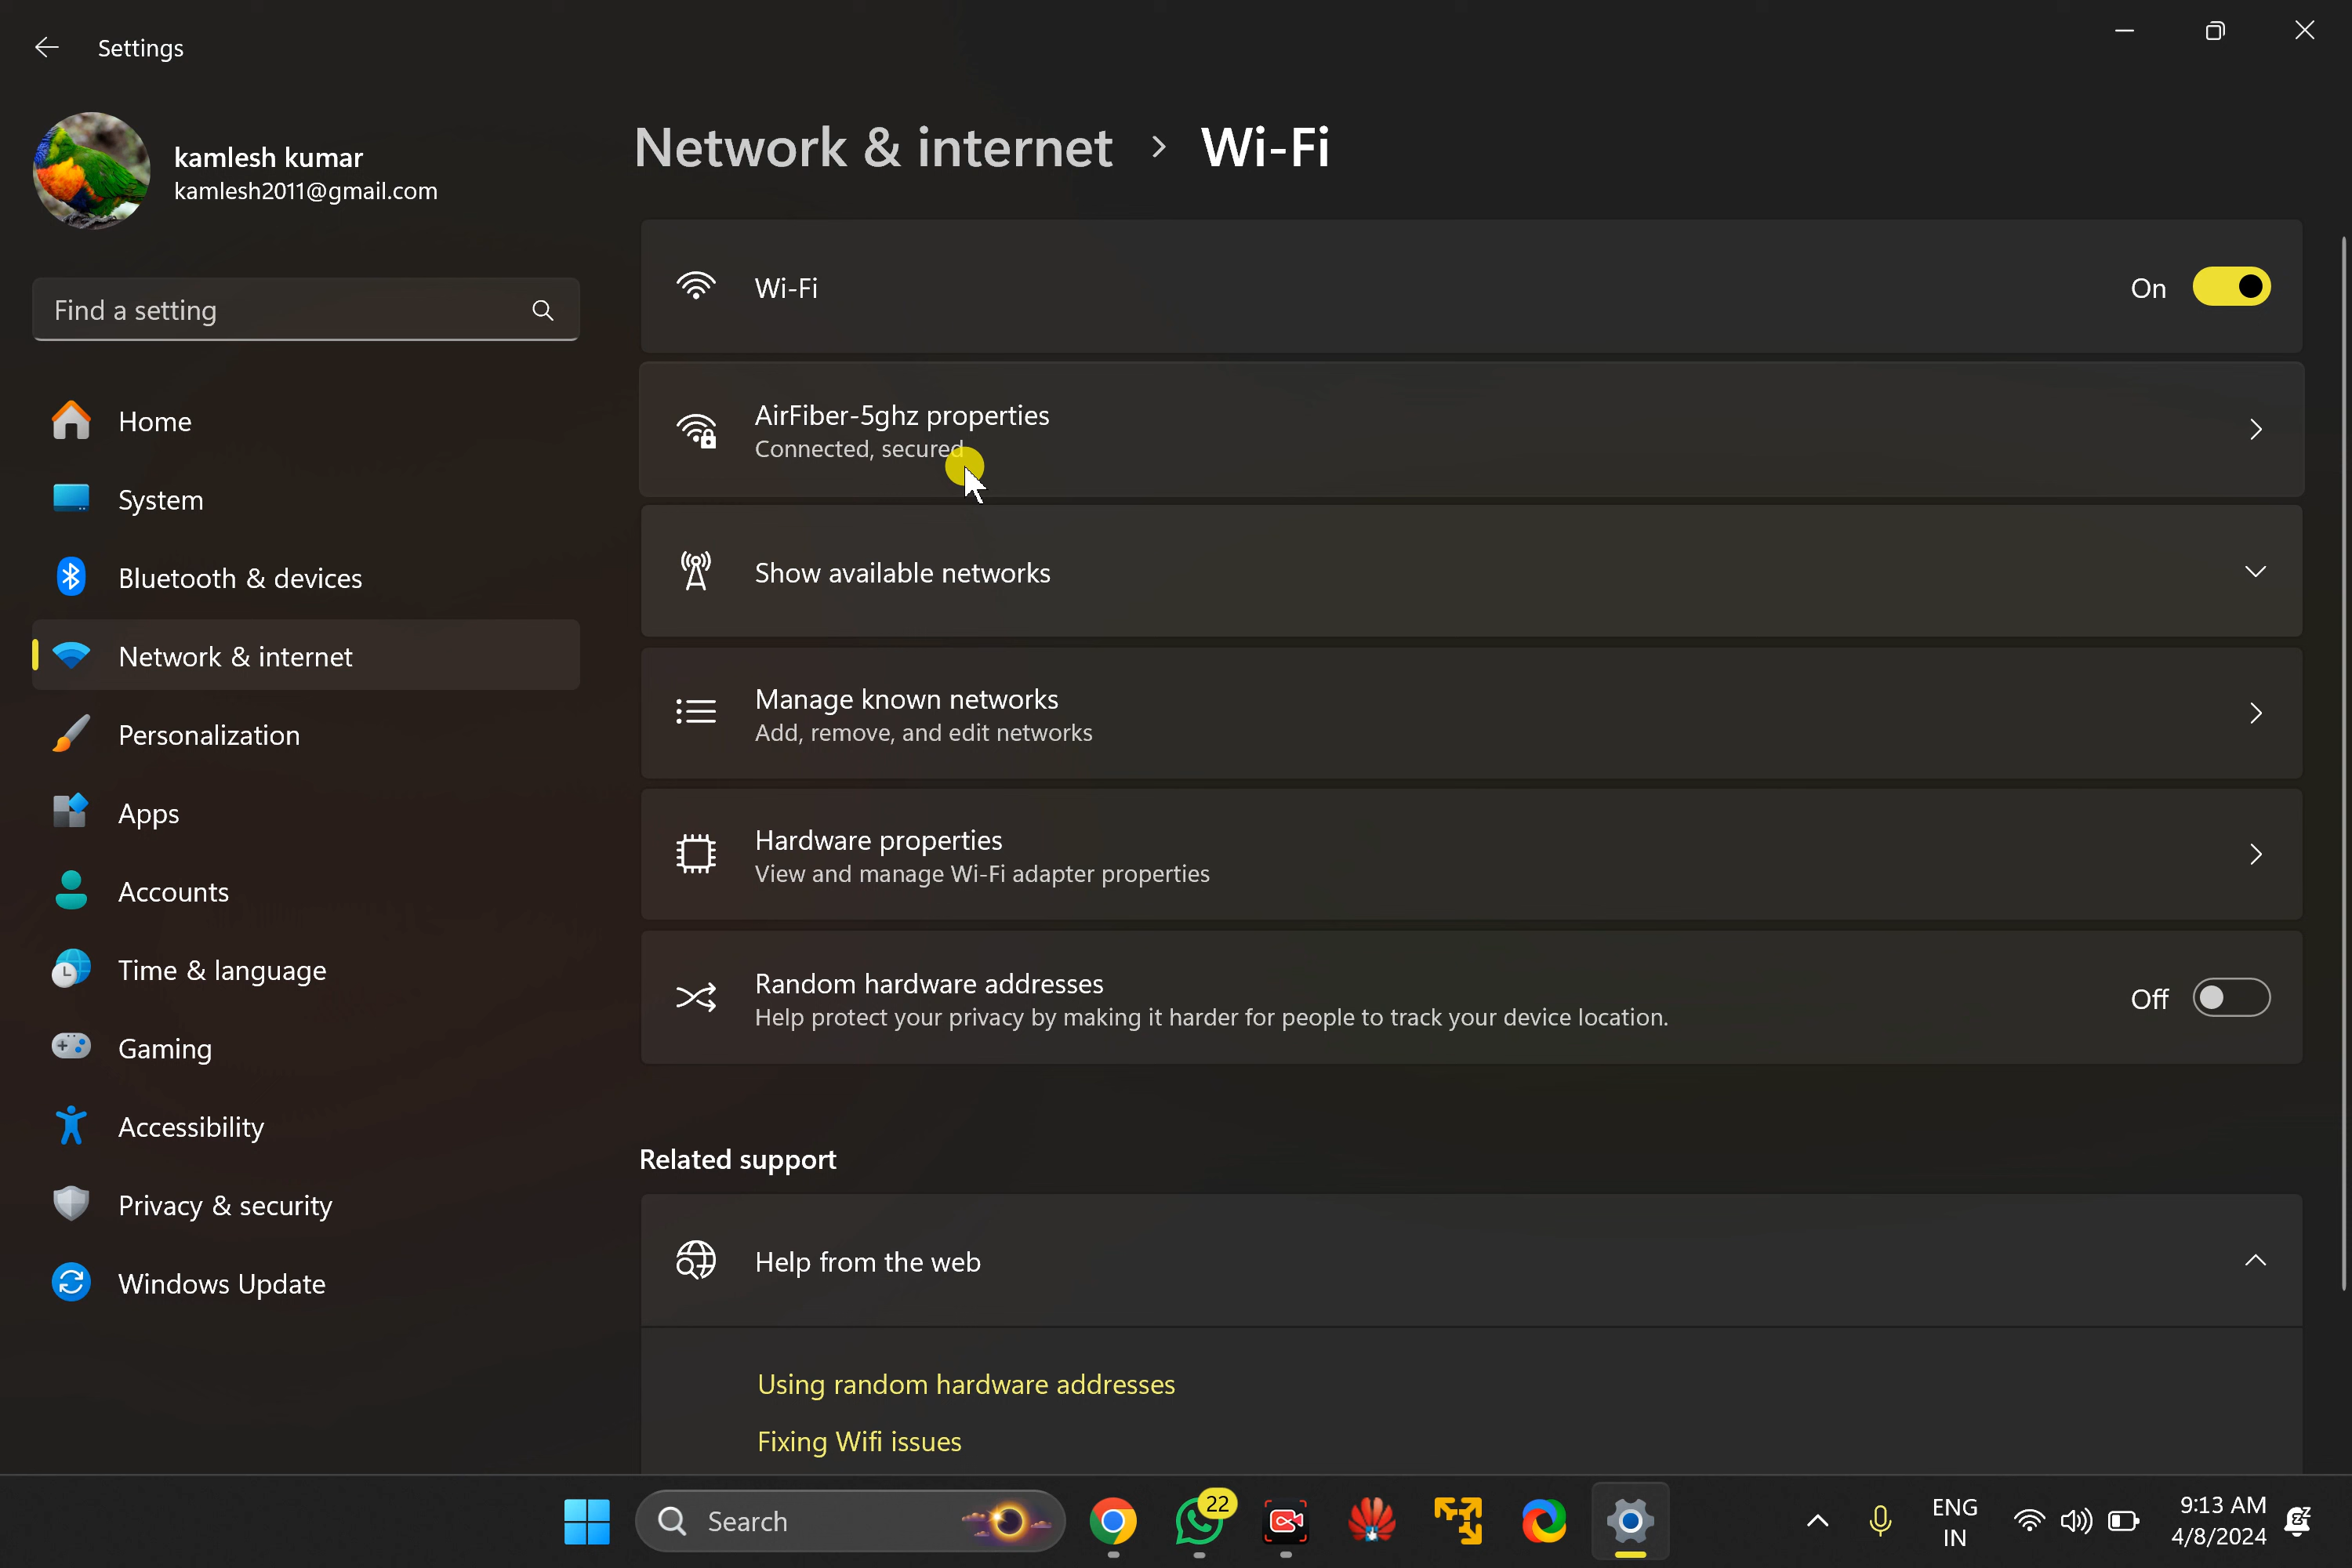 Settings
kamlesh kumar
kamlesh2011@gmail.com
Find a setting
Home
System
Bluetooth & devices
Network & internet
Personalization
Apps
Accounts
Time & language
Gaming
Accessibility
Privacy & security
Windows Update
Network & internet > Wi-Fi
Wi-Fi
On
AirFiber-5ghz properties
Connected, secured
Show available networks
Manage known networks
Add, remove, and edit networks
Hardware properties
View and manage Wi-Fi adapter properties
Random hardware addresses
Help protect your privacy by making it harder for people to track your device location.
Off
Related support
Help from the web
Using random hardware addresses
Fixing Wifi issues
Search
22
ENG
IN
9:13 AM
4/8/2024